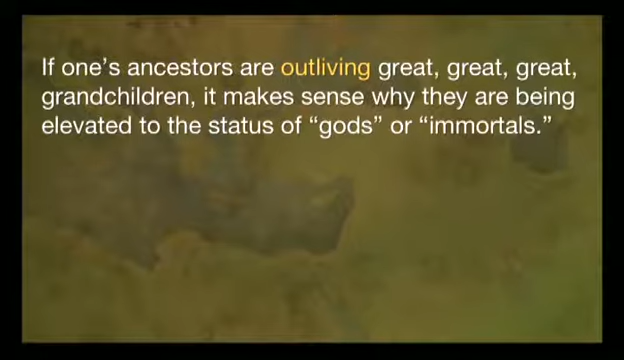 If one's ancestors are outliving great, great, great,
grandchildren, it makes sense why they are being
elevated to the status of “gods” or “immortals.”